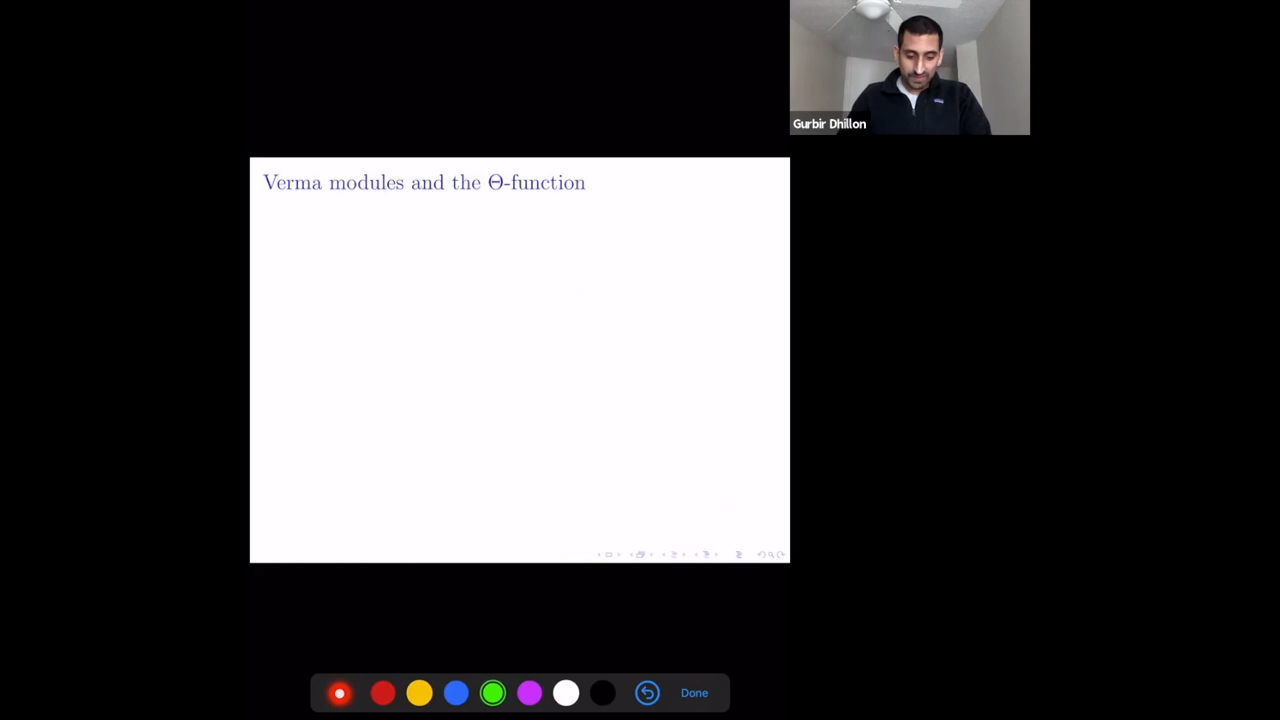 Gurbir Dhillon
Verma modules and the Θ-function
Done